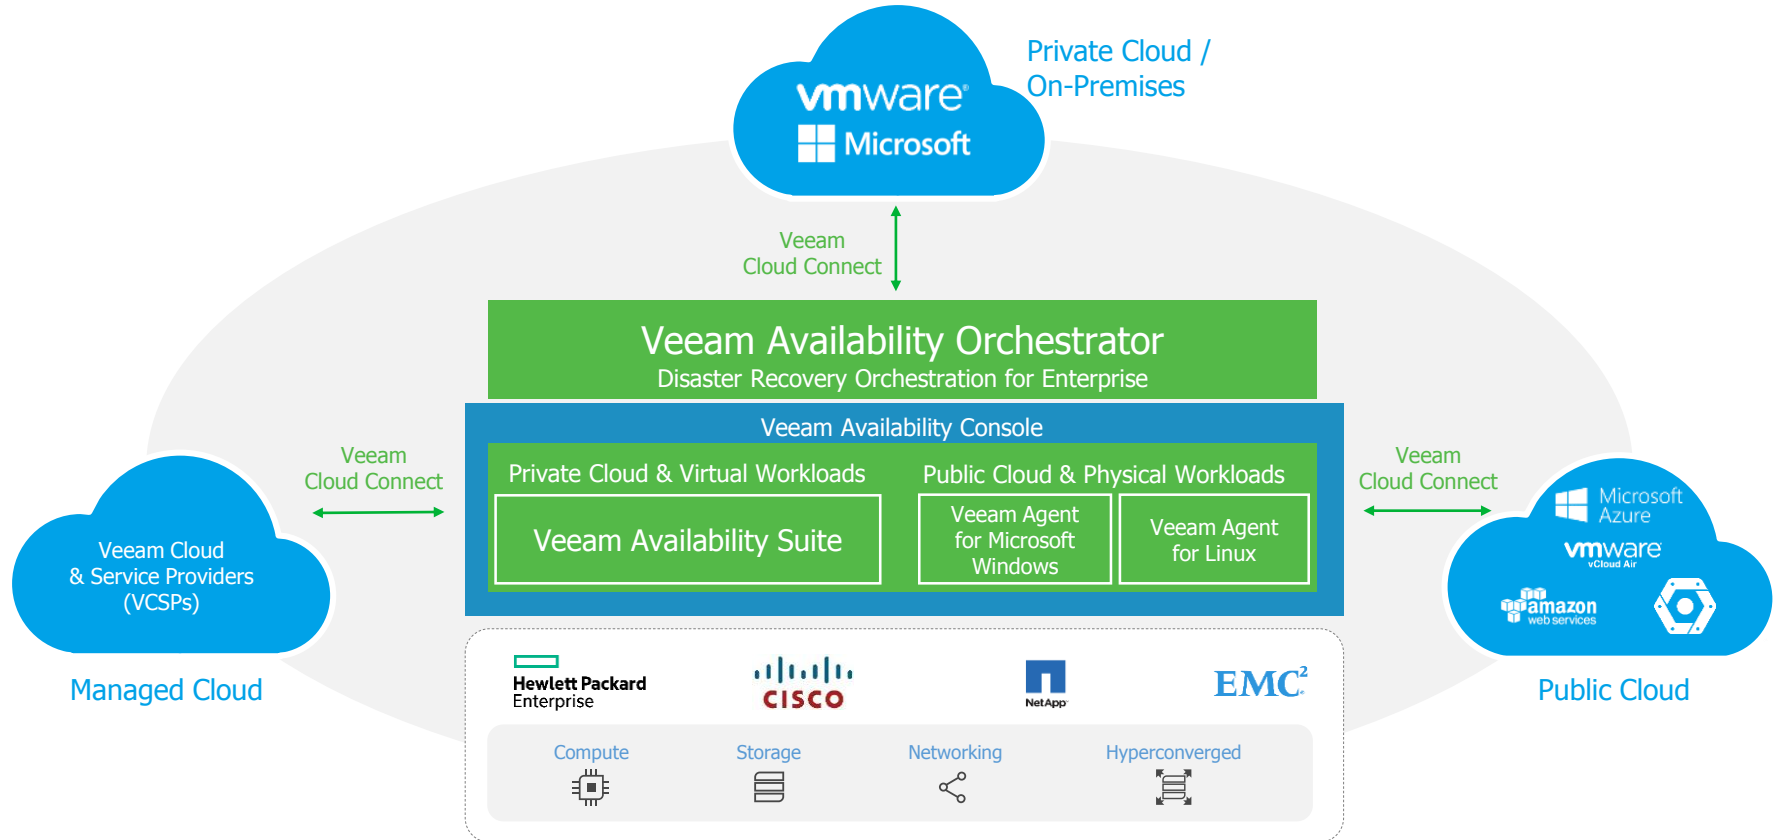 vmware
Microsoft
Private Cloud /
On-Premises
Veeam
Cloud Connect
Veeam Availability Orchestrator
Disaster Recovery Orchestration for Enterprise
Veeam Availability Console
Private Cloud & Virtual Workloads
Veeam Availability Suite
Public Cloud & Physical Workloads
Veeam Agent
for Microsoft
Windows
Veeam Agent
for Linux
Veeam
Cloud Connect
Veeam Cloud
& Service Providers
(VCSPs)
Managed Cloud
Veeam
Cloud Connect
Microsoft
Azure
vmware
vCloud Air
amazon
web services
Public Cloud
Hewlett Packard
Enterprise
CISCO
NetApp
EMC²
Compute
Storage
Networking
Hyperconverged